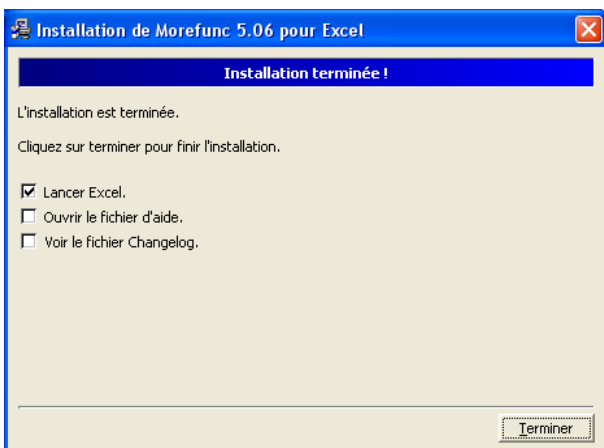 Installation de Morefunc 5.06 pour Excel
Installation terminée !
L'installation est terminée.
Cliquez sur terminer pour finir l'installation.
Lancer Excel.
Ouvrir le fichier d'aide.
Voir le fichier Changelog.
Terminer